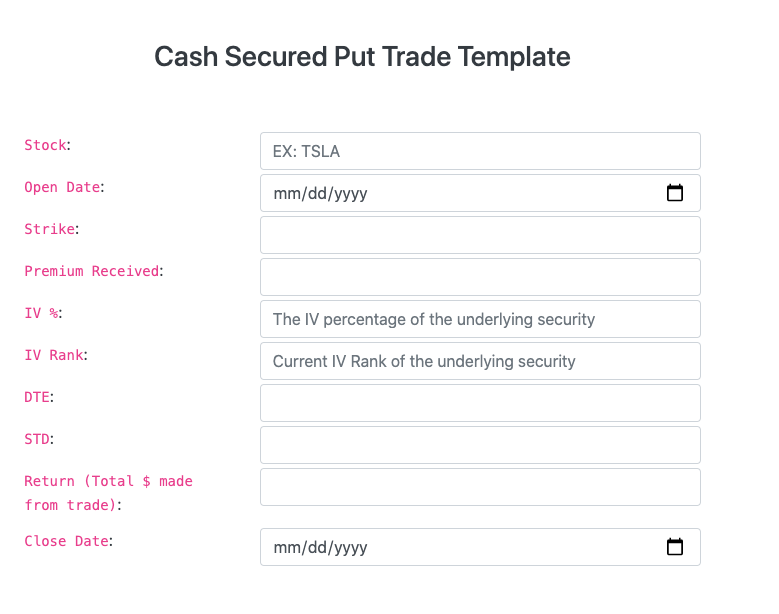 Cash Secured Put Trade Template
Stock:
EX: TSLA
Open Date:
mm/dd/yyyy
Strike:
Premium Received:
IV %:
The IV percentage of the underlying security
IV Rank:
Current IV Rank of the underlying security
DTE:
STD:
Return (Total $ made
from trade):
Close Date:
mm/dd/yyyy